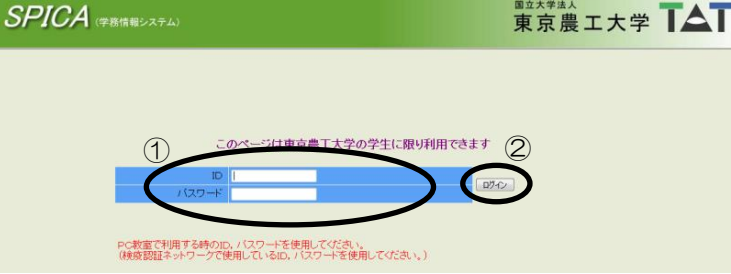 SPICA (学務情報システム)
国立大学法人
東京農工大学 TAT
このページは東京農工大学の学生に限り利用できます
① ②
ID
パスワード
ログイン
PC教室で利用する時のID, パスワードを使用してください。
(検疫認証ネットワークで使用しているID, パスワードを使用してください。)